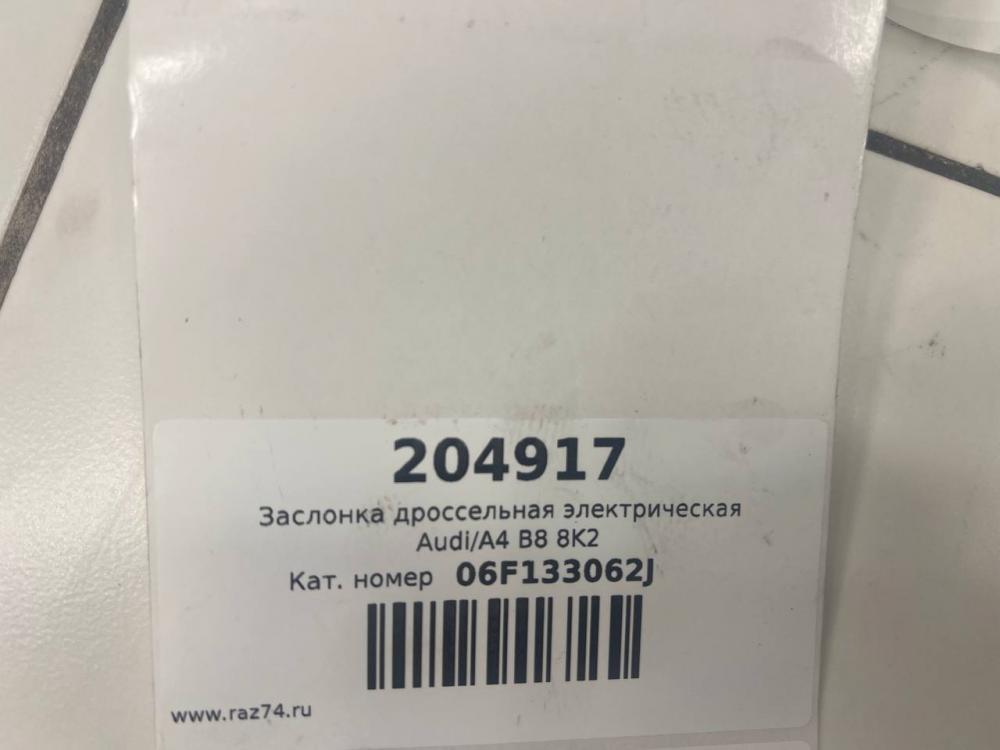 204917
Заслонка дроссельная электрическая
Audi/A4 B8 8K2
Кат. номер 06F133062J
www.raz74.ru